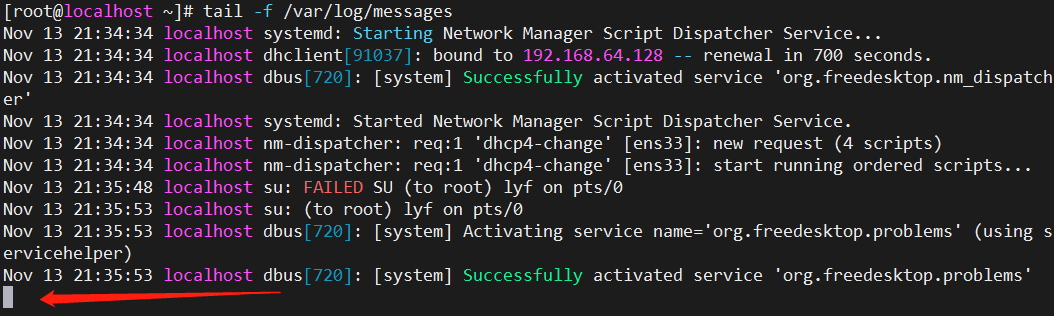 [root@localhost ~]# tail -f /var/log/messages
Nov 13 21:34:34 localhost systemd: Starting Network Manager Script Dispatcher Service...
Nov 13 21:34:34 localhost dhclient[91037]: bound to 192.168.64.128 -- renewal in 700 seconds.
Nov 13 21:34:34 localhost dbus[720]: [system] Successfully activated service 'org.freedesktop.nm_dispatch
er'
Nov 13 21:34:34 localhost systemd: Started Network Manager Script Dispatcher Service.
Nov 13 21:34:34 localhost nm-dispatcher: req:1 'dhcp4-change' [ens33]: new request (4 scripts)
Nov 13 21:34:34 localhost nm-dispatcher: req:1 'dhcp4-change' [ens33]: start running ordered scripts...
Nov 13 21:35:48 localhost su: FAILED SU (to root) lyf on pts/0
Nov 13 21:35:53 localhost su: (to root) lyf on pts/0
Nov 13 21:35:53 localhost dbus[720]: [system] Activating service name='org.freedesktop.problems' (using s
ervicehelper)
Nov 13 21:35:53 localhost dbus[720]: [system] Successfully activated service 'org.freedesktop.problems'